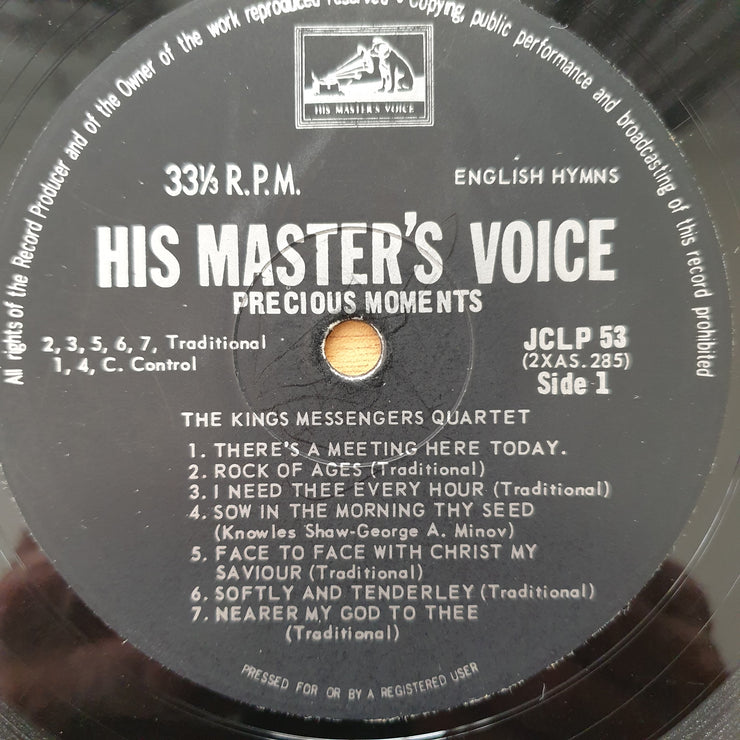 All rights of the Record Producer and of the Owner of the work reproduced reserved • Copying, public performance and broadcasting of this record prohibited
HIS MASTER'S VOICE
33⅓ R.P.M.
ENGLISH HYMNS
HIS MASTER'S VOICE
PRECIOUS MOMENTS
2, 3, 5, 6, 7, Traditional
1, 4, C. Control
JCLP 53
(2XAS.285)
Side 1
THE KINGS MESSENGERS QUARTET
1. THERE'S A MEETING HERE TODAY.
2. ROCK OF AGES (Traditional)
3. I NEED THEE EVERY HOUR (Traditional)
4. SOW IN THE MORNING THY SEED
(Knowles Shaw-George A. Minov)
5. FACE TO FACE WITH CHRIST MY
SAVIOUR (Traditional)
6. SOFTLY AND TENDERLEY (Traditional)
7. NEARER MY GOD TO THEE
(Traditional)
PRESSED FOR OR BY A REGISTERED USER